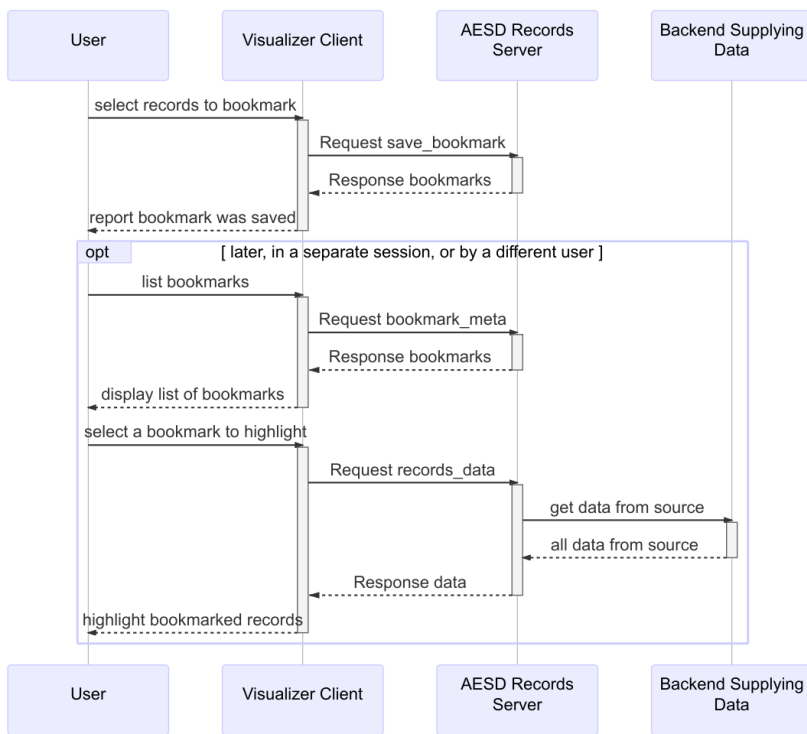 User
Visualizer Client
AESD Records
Server
Backend Supplying
Data
select records to bookmark
Request save_bookmark
Response bookmarks
report bookmark was saved
opt
[ later, in a separate session, or by a different user ]
list bookmarks
Request bookmark_meta
Response bookmarks
display list of bookmarks
select a bookmark to highlight
Request records_data
get data from source
all data from source
Response data
highlight bookmarked records
User
Visualizer Client
AESD Records
Server
Backend Supplying
Data